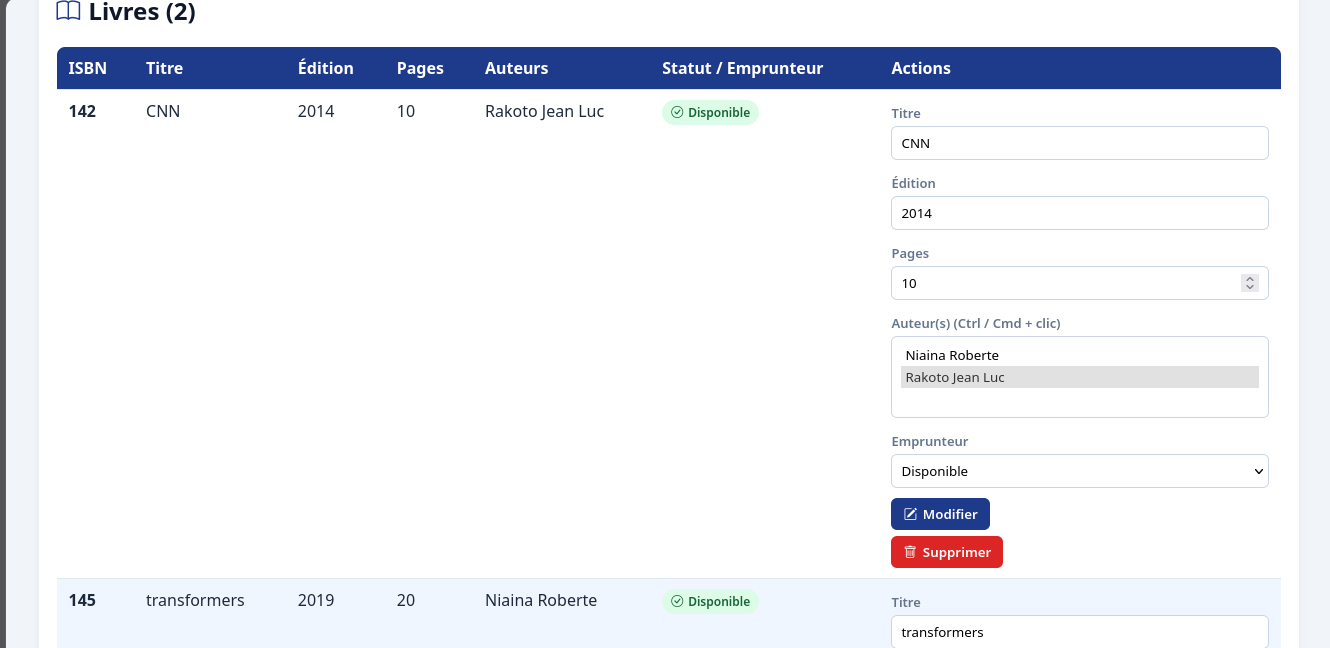 Livres (2)
ISBN Titre Édition Pages Auteurs Statut / Emprunteur Actions
142 CNN 2014 10 Rakoto Jean Luc Disponible
Titre
CNN
Édition
2014
Pages
10
Auteur(s) (Ctrl / Cmd + clic)
Niaina Roberte
Rakoto Jean Luc
Emprunteur
Disponible
Modifier
Supprimer
145 transformers 2019 20 Niaina Roberte Disponible
Titre
transformers